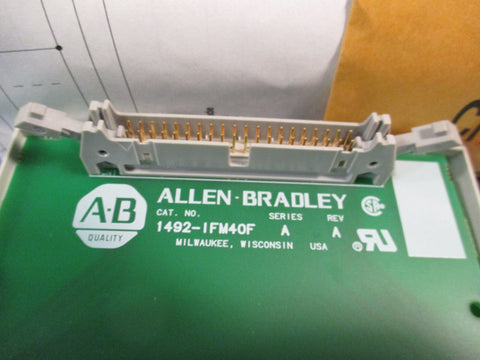 A-B
QUALITY
ALLEN-BRADLEY
CAT. NO. SERIES REV
1492-IFM40F A A
MILWAUKEE, WISCONSIN USA